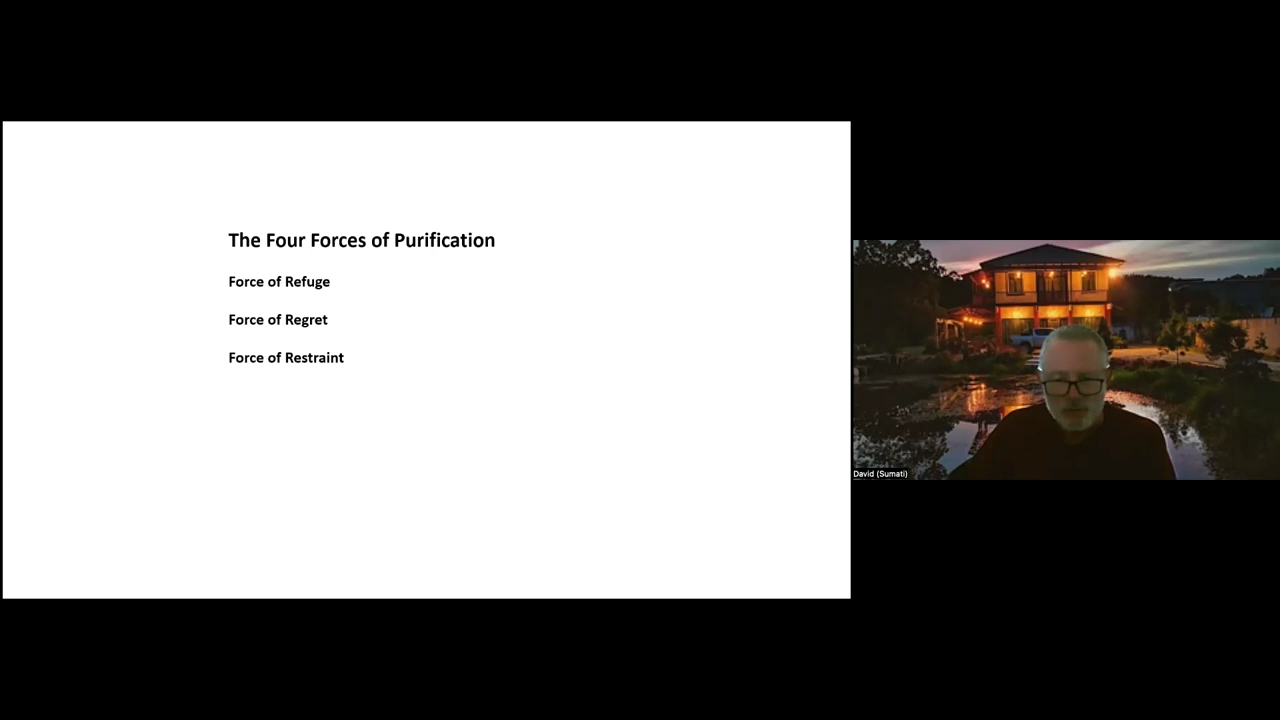 The Four Forces of Purification
Force of Refuge
Force of Regret
Force of Restraint
David (Sumati)